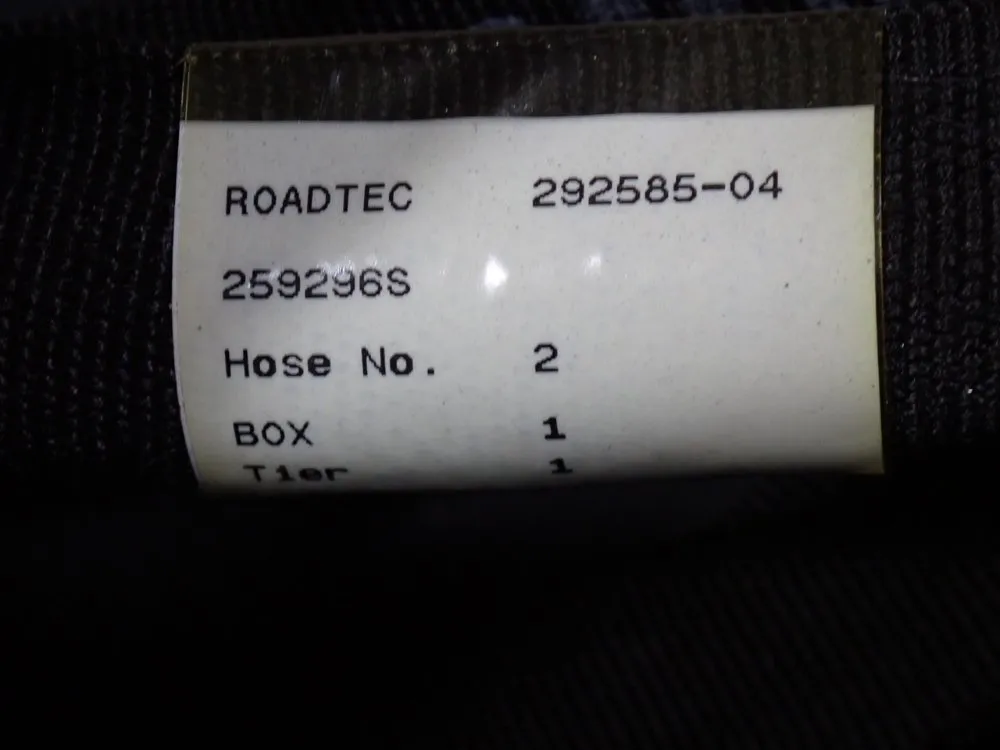 ROADTEC 292585-04
259296S
Hose No. 2
BOX 1
Tier 1